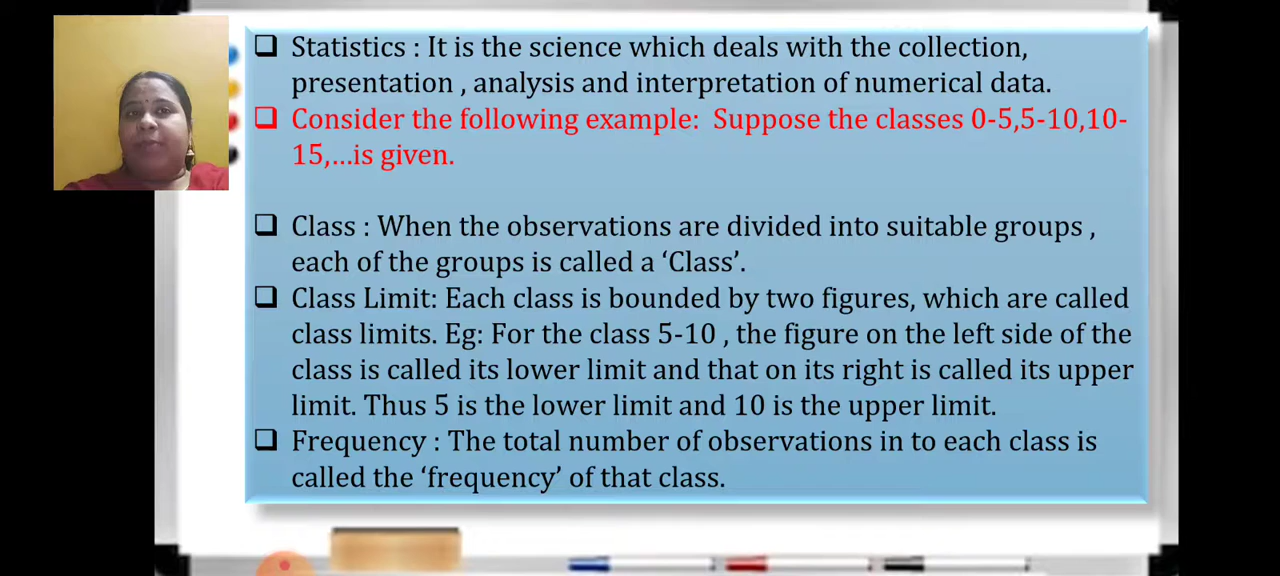 ❑ Statistics : It is the science which deals with the collection,
presentation , analysis and interpretation of numerical data.
❑ Consider the following example: Suppose the classes 0-5,5-10,10-
15,...is given.
❑ Class : When the observations are divided into suitable groups ,
each of the groups is called a ‘Class’.
❑ Class Limit: Each class is bounded by two figures, which are called
class limits. Eg: For the class 5-10 , the figure on the left side of the
class is called its lower limit and that on its right is called its upper
limit. Thus 5 is the lower limit and 10 is the upper limit.
❑ Frequency : The total number of observations in to each class is
called the ‘frequency’ of that class.